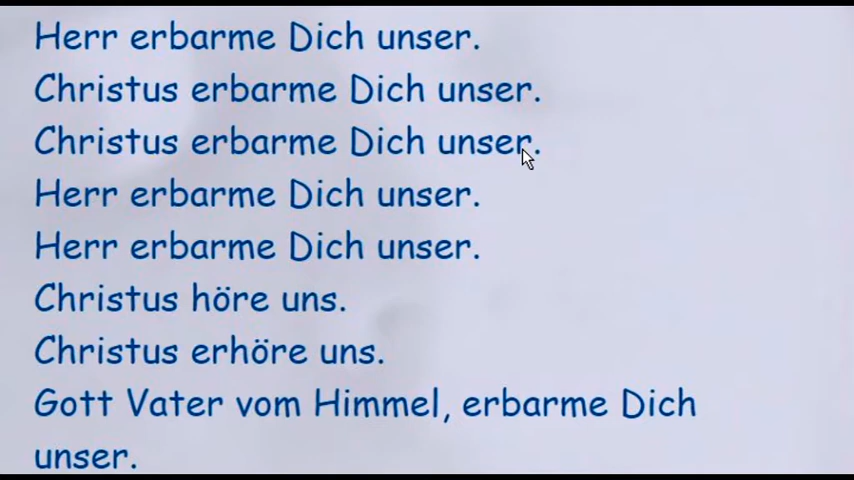 Herr erbarme Dich unser.
Christus erbarme Dich unser.
Christus erbarme Dich unser.
Herr erbarme Dich unser.
Herr erbarme Dich unser.
Christus höre uns.
Christus erhöre uns.
Gott Vater vom Himmel, erbarme Dich
unser.